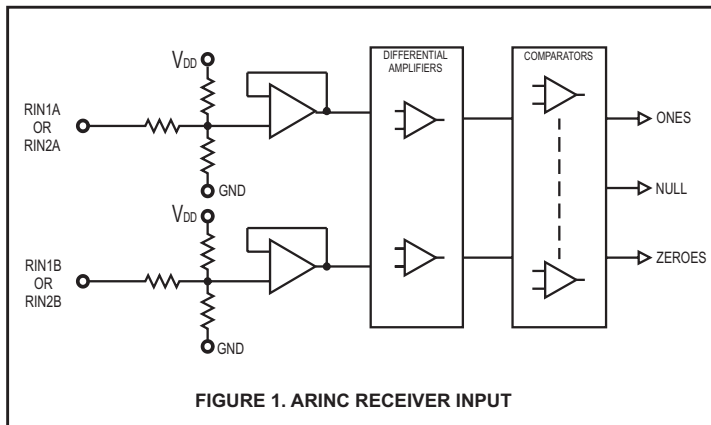 DIFFERENTIAL
AMPLIFIERS
COMPARATORS
VDD
RIN1A
OR
RIN2A
GND
ONES
NULL
VDD
RIN1B
OR
RIN2B
GND
ZEROES
FIGURE 1. ARINC RECEIVER INPUT